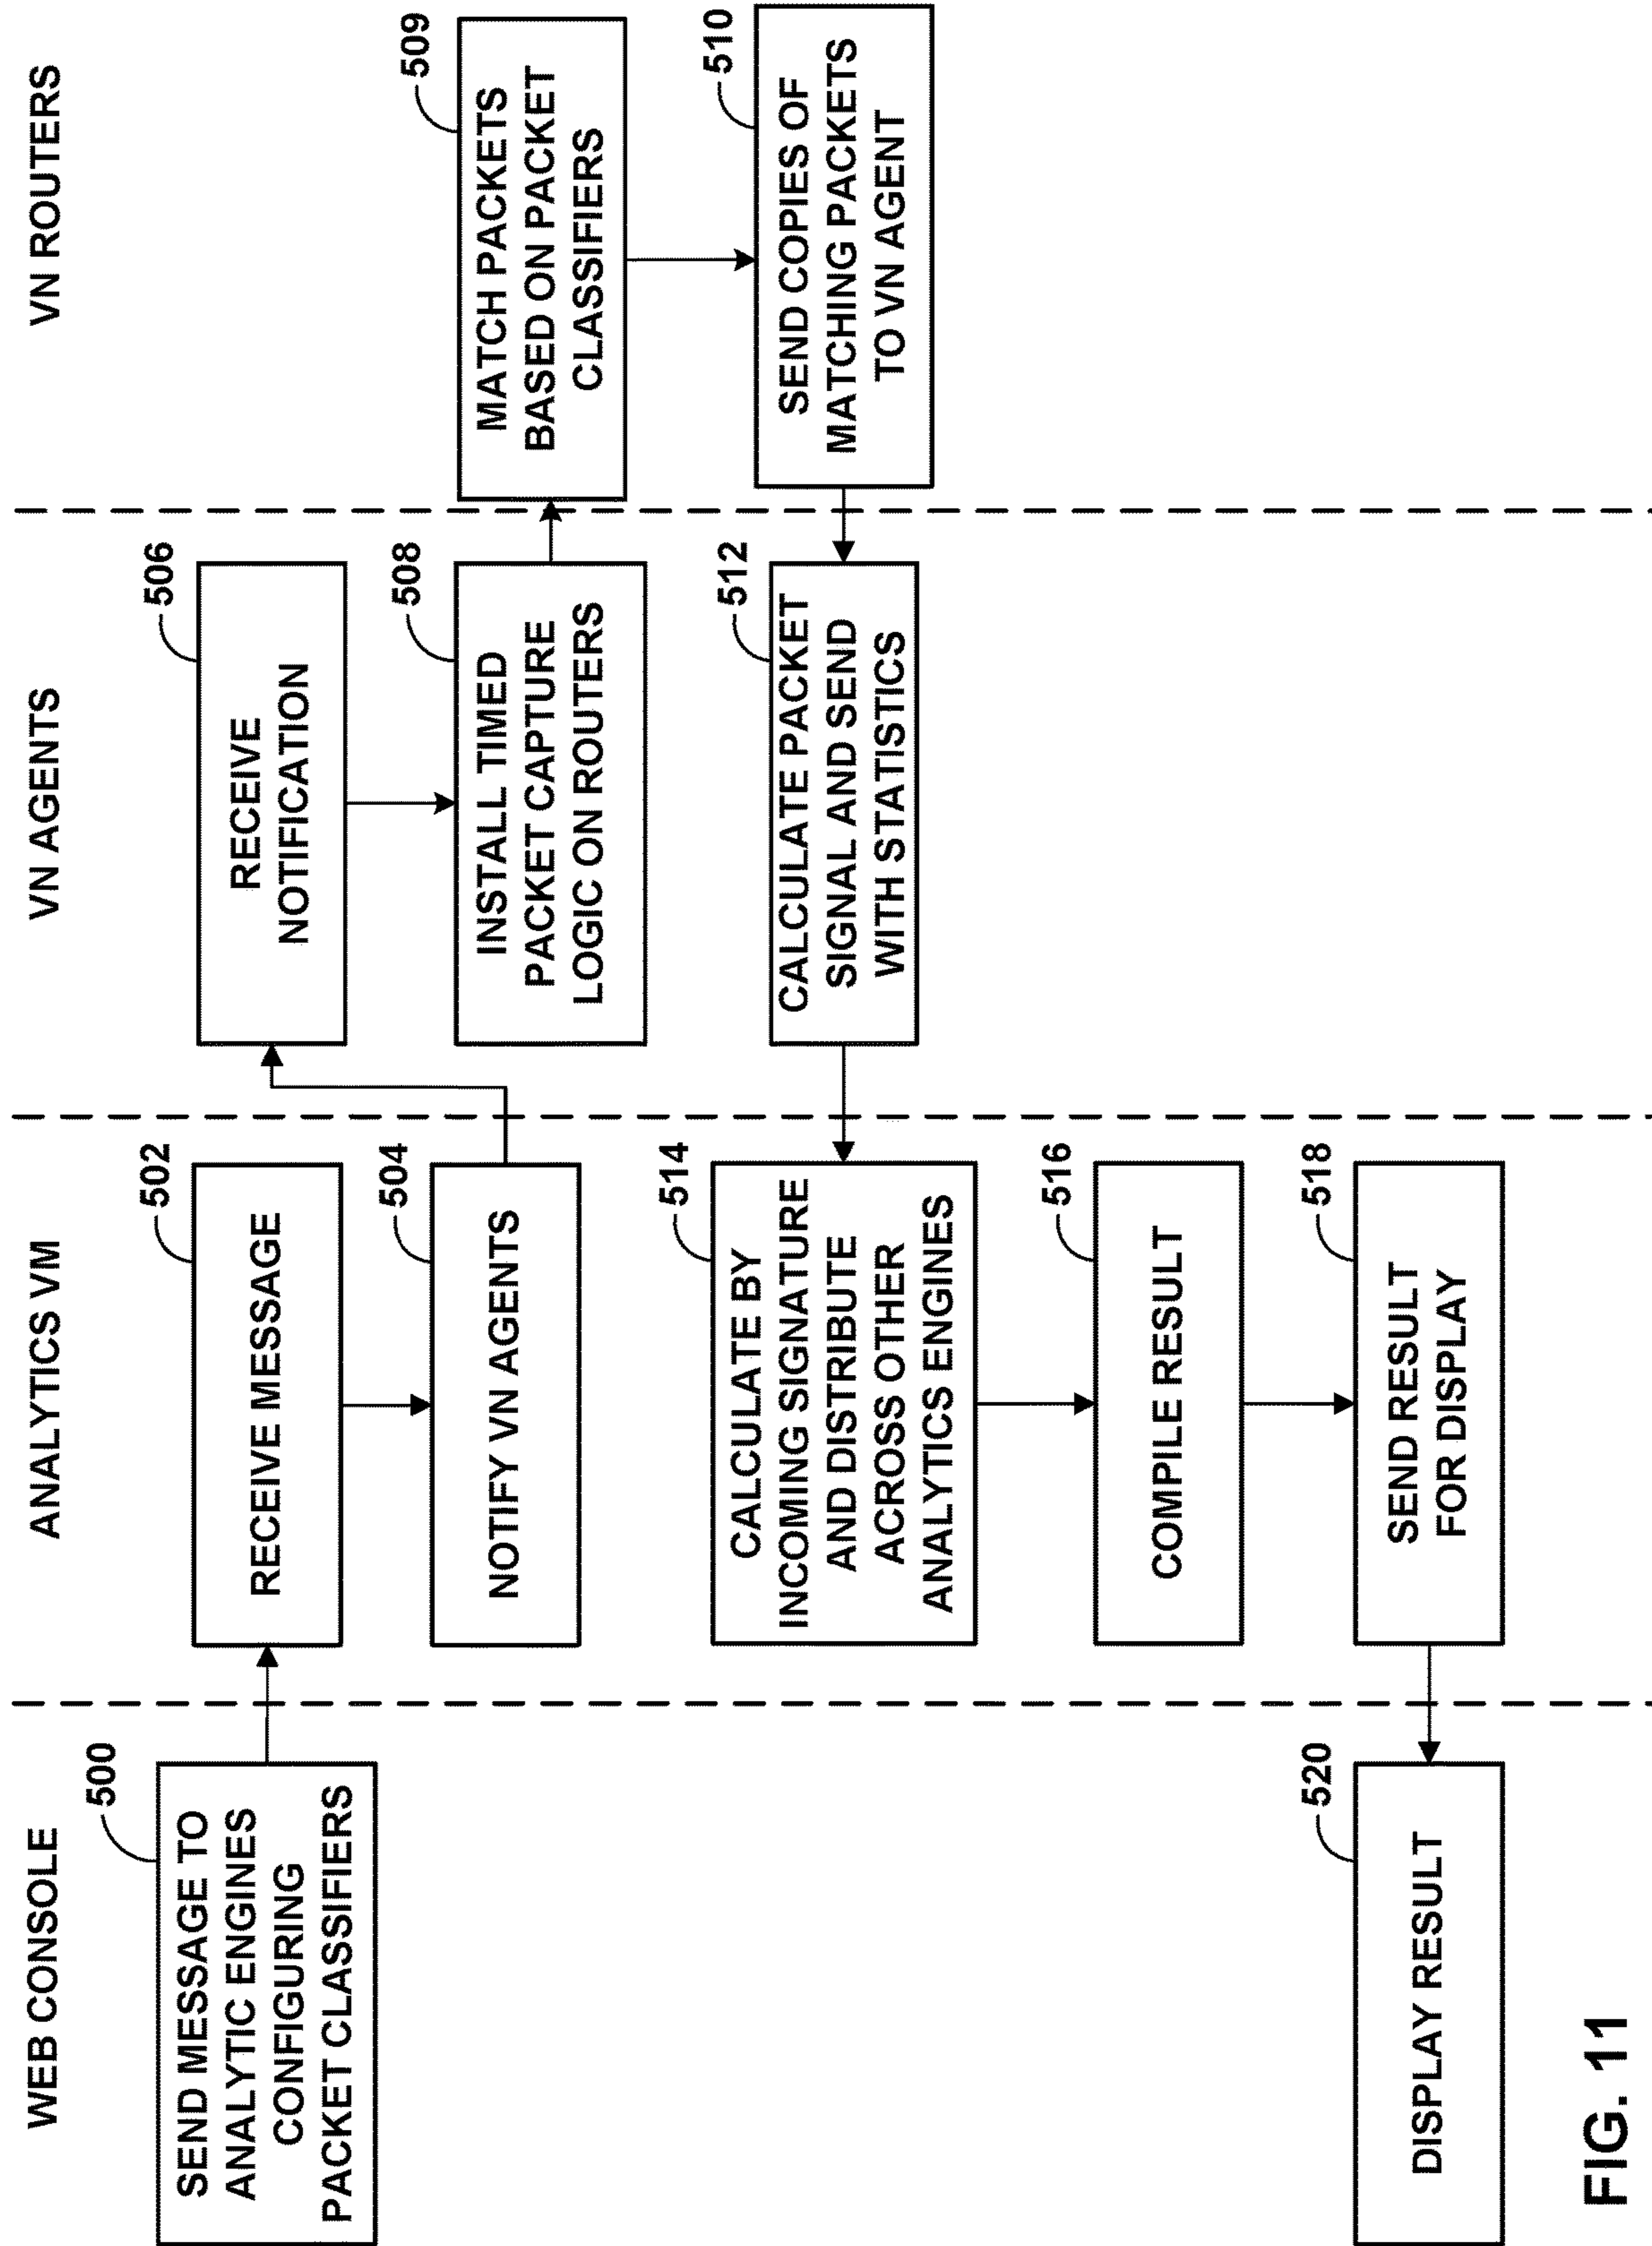 WEB CONSOLE
ANALYTICS VM
VN AGENTS
VN ROUTERS
500
SEND MESSAGE TO
ANALYTIC ENGINES
CONFIGURING
PACKET CLASSIFIERS
502
RECEIVE MESSAGE
504
NOTIFY VN AGENTS
506
RECEIVE
NOTIFICATION
508
INSTALL TIMED
PACKET CAPTURE
LOGIC ON ROUTERS
509
MATCH PACKETS
BASED ON PACKET
CLASSIFIERS
510
SEND COPIES OF
MATCHING PACKETS
TO VN AGENT
512
CALCULATE PACKET
SIGNAL AND SEND
WITH STATISTICS
514
CALCULATE BY
INCOMING SIGNATURE
AND DISTRIBUTE
ACROSS OTHER
ANALYTICS ENGINES
516
COMPILE RESULT
518
SEND RESULT
FOR DISPLAY
520
DISPLAY RESULT
FIG. 11